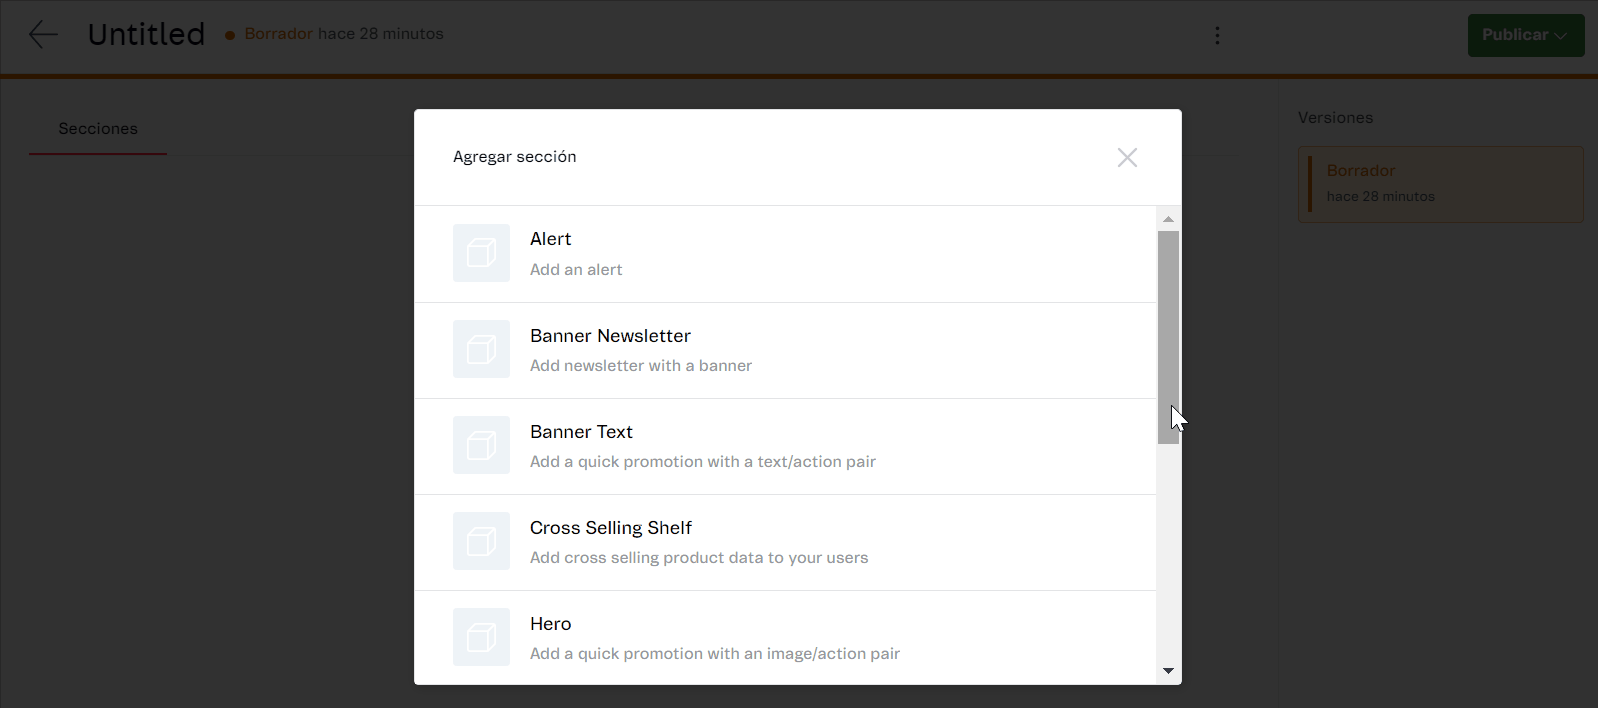 Untitled
Borrador hace 28 minutos
Publicar
Secciones
Versiones
Borrador
hace 28 minutos
Agregar sección
Alert
Add an alert
Banner Newsletter
Add newsletter with a banner
Banner Text
Add a quick promotion with a text/action pair
Cross Selling Shelf
Add cross selling product data to your users
Hero
Add a quick promotion with an image/action pair